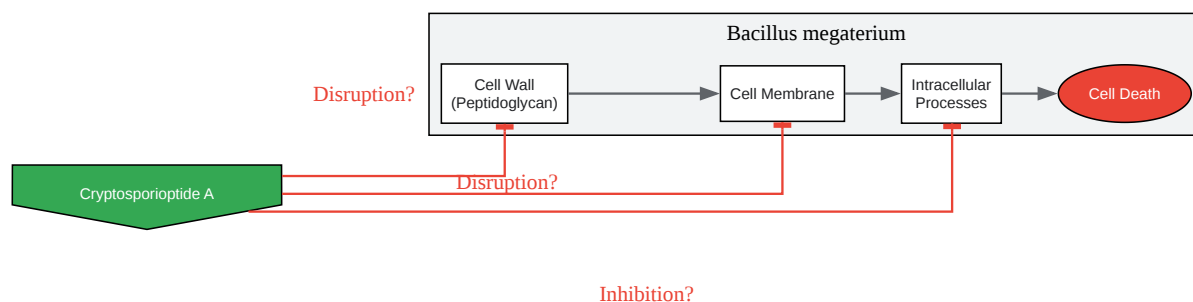 Bacillus megaterium
Cell Wall
(Peptidoglycan)
Cell Membrane
Intracellular
Processes
Cell Death
Disruption?
Cryptosporioptide A
Disruption?
Inhibition?